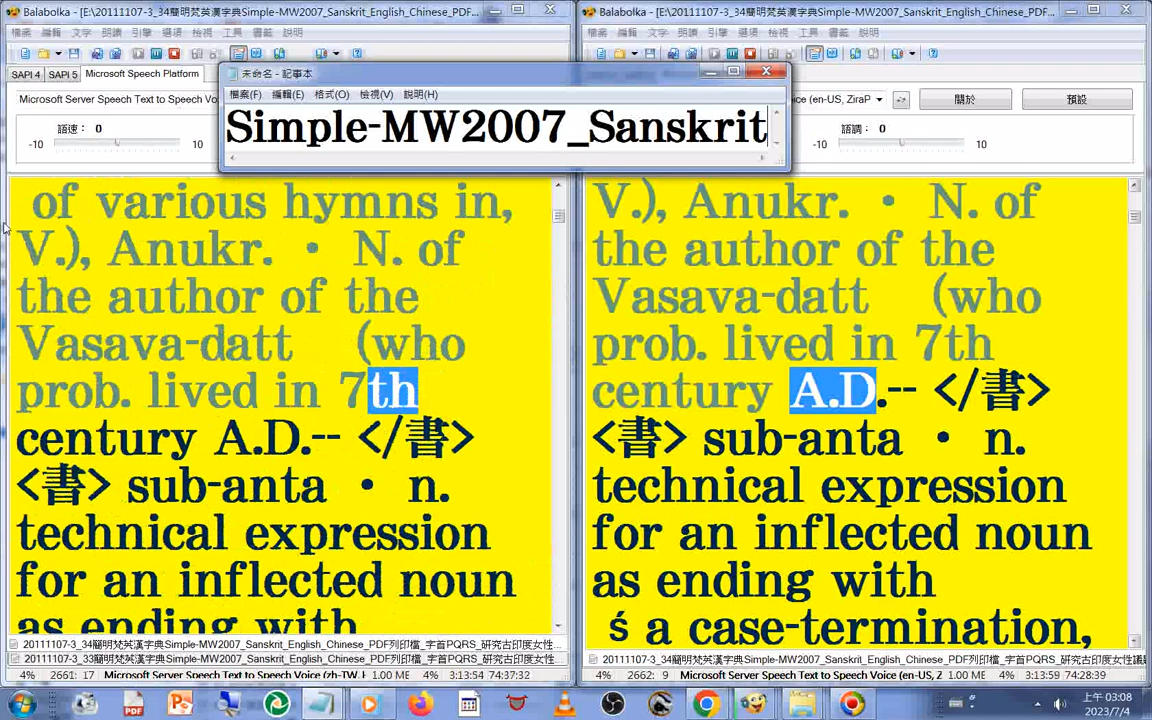 Balabolka - [E:\20111107-3_34簡明梵英漢字典Simple-MW2007_Sanskrit_English_Chinese_PDF...
檔案 編輯 文字 朗讀 引擎 選項 檢視 工具 書籤 說明
SAPI 4 SAPI 5 Microsoft Speech Platform
Microsoft Server Speech Text to Speech Vo
語速： 0
-10 10
of various hymns in,
V.), Anukr. • N. of
the author of the
Vasava-datt (who
prob. lived in 7th
century A.D.-- </書>
<書> sub-anta • n.
technical expression
for an inflected noun
as ending with
20111107-3_34簡明梵英漢字典Simple-MW2007_Sanskrit_English_Chinese_PDF列印檔_字首PQRS_研究古印度女性...
20111107-3_33簡明梵英漢字典Simple-MW2007_Sanskrit_English_Chinese_PDF列印檔_字首PQRS_研究古印度女性...
4% 2661: 17 Microsoft Server Speech Text to Speech Voice (zh-TW, 1.00 MB 4% 3:13:54 74:37:32
未命名 - 記事本
檔案(F) 編輯(E) 格式(O) 檢視(V) 說明(H)
Simple-MW2007_Sanskrit
Balabolka - [E:\20111107-3_34簡明梵英漢字典Simple-MW2007_Sanskrit_English_Chinese_PDF...
檔案 編輯 文字 朗讀 引擎 選項 檢視 工具 書籤 說明
ice (en-US, ZiraP 關於 預設
語調： 0
-10 10
V.), Anukr. • N. of
the author of the
Vasava-datt (who
prob. lived in 7th
century A.D.-- </書>
<書> sub-anta • n.
technical expression
for an inflected noun
as ending with
ś a case-termination,
20111107-3_34簡明梵英漢字典Simple-MW2007_Sanskrit_English_Chinese_PDF列印檔_字首PQRS_研究古印度女性議
4% 2662: 9 Microsoft Server Speech Text to Speech Voice (en-US, Z 1.00 MB 4% 3:13:59 74:28:39
上午 03:08
2023/7/4